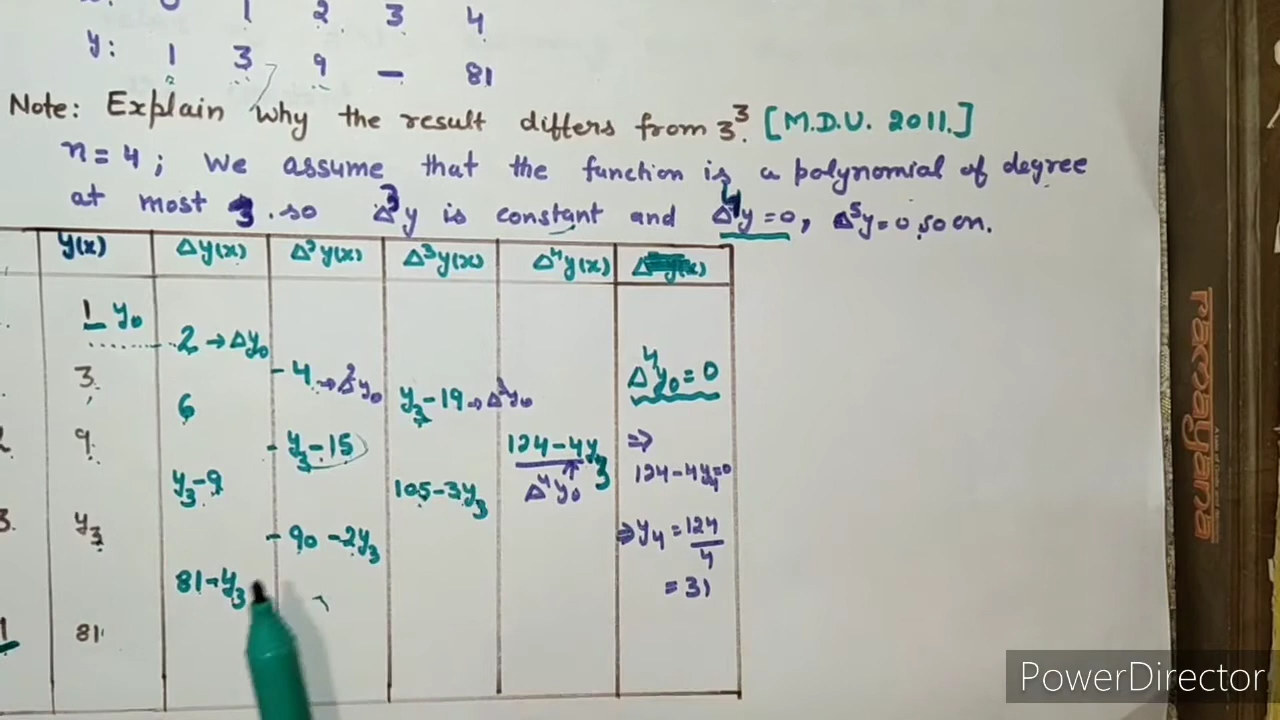 0 1 2 3 4
y: 1 3 9 - 81
Note: Explain why the result differs from 3³. [M.D.U. 2011.]
n = 4 ; We assume that the function is a polynomial of degree
at most 3. so Δ³y is constant and Δ⁴y = 0, Δ⁵y = 0 so on.
y(x) Δy(x) Δ²y(x) Δ³y(x) Δ⁴y(x)
1 y₀
2 → Δy₀
4 → Δ²y₀ Δ⁴y₀ = 0
3
6 y₃-19 → Δ³y₀
9 y₃-15 124-4y₃ ⇒
y₃-9 105-3y₃ Δ⁴y₀ 124-4y₄=0
3. y₃ 90-2y₃ ⇒ y₄ = 124/4
81-y₃ = 31
81
PowerDirector